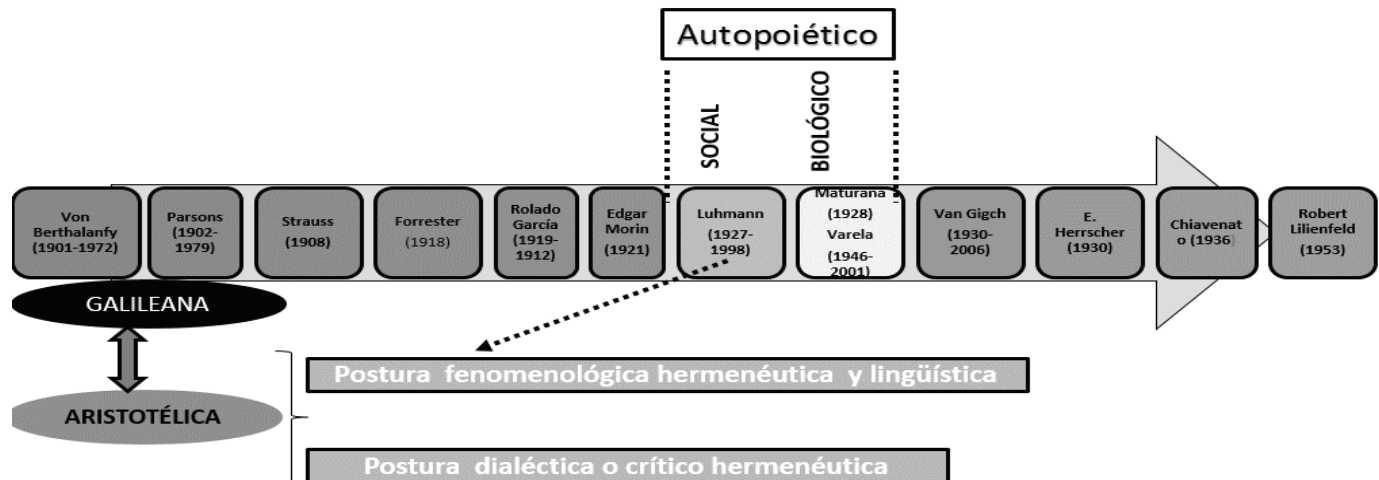 Autopoiético
SOCIAL
BIOLÓGICO
Von
Berthalanfy
(1901-1972)
Parsons
(1902-
1979)
Strauss
(1908)
Forrester
(1918)
Rolado
García
(1919-
1912)
Edgar
Morin
(1921)
Luhmann
(1927-
1998)
Maturana
(1928)
Varela
(1946-
2001)
Van Gigch
(1930-
2006)
E.
Herrscher
(1930)
Chiavenat
o (1936)
Robert
Lilienfeld
(1953)
GALILEANA
ARISTOTÉLICA
Postura fenomenológica hermenéutica y lingüística
Postura dialéctica o crítico hermenéutica